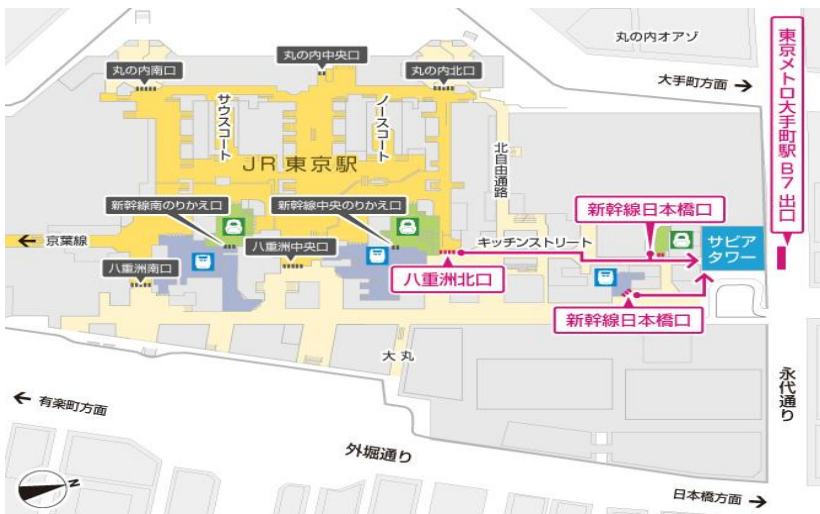 丸の内オアゾ
丸の内中央口
丸の内南口
丸の内北口
大手町方面 →
東京メトロ大手町駅 B7 出口
サウスコート
ノースコート
北自由通路
JR 東京駅
新幹線南のりかえ口
新幹線中央のりかえ口
新幹線日本橋口
← 京葉線
八重洲中央口
キッチンストリート
サピア
タワー
八重洲南口
八重洲北口
新幹線日本橋口
大丸
永代通り
← 有楽町方面
外堀通り
日本橋方面 →
N